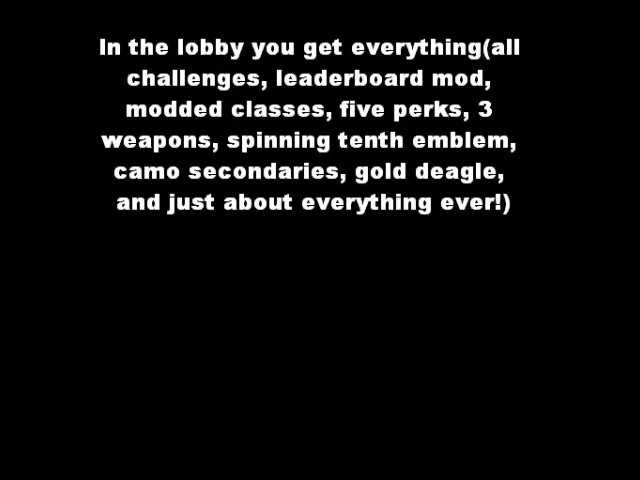 In the lobby you get everything(all
challenges, leaderboard mod,
modded classes, five perks, 3
weapons, spinning tenth emblem,
camo secondaries, gold deagle,
and just about everything ever!)